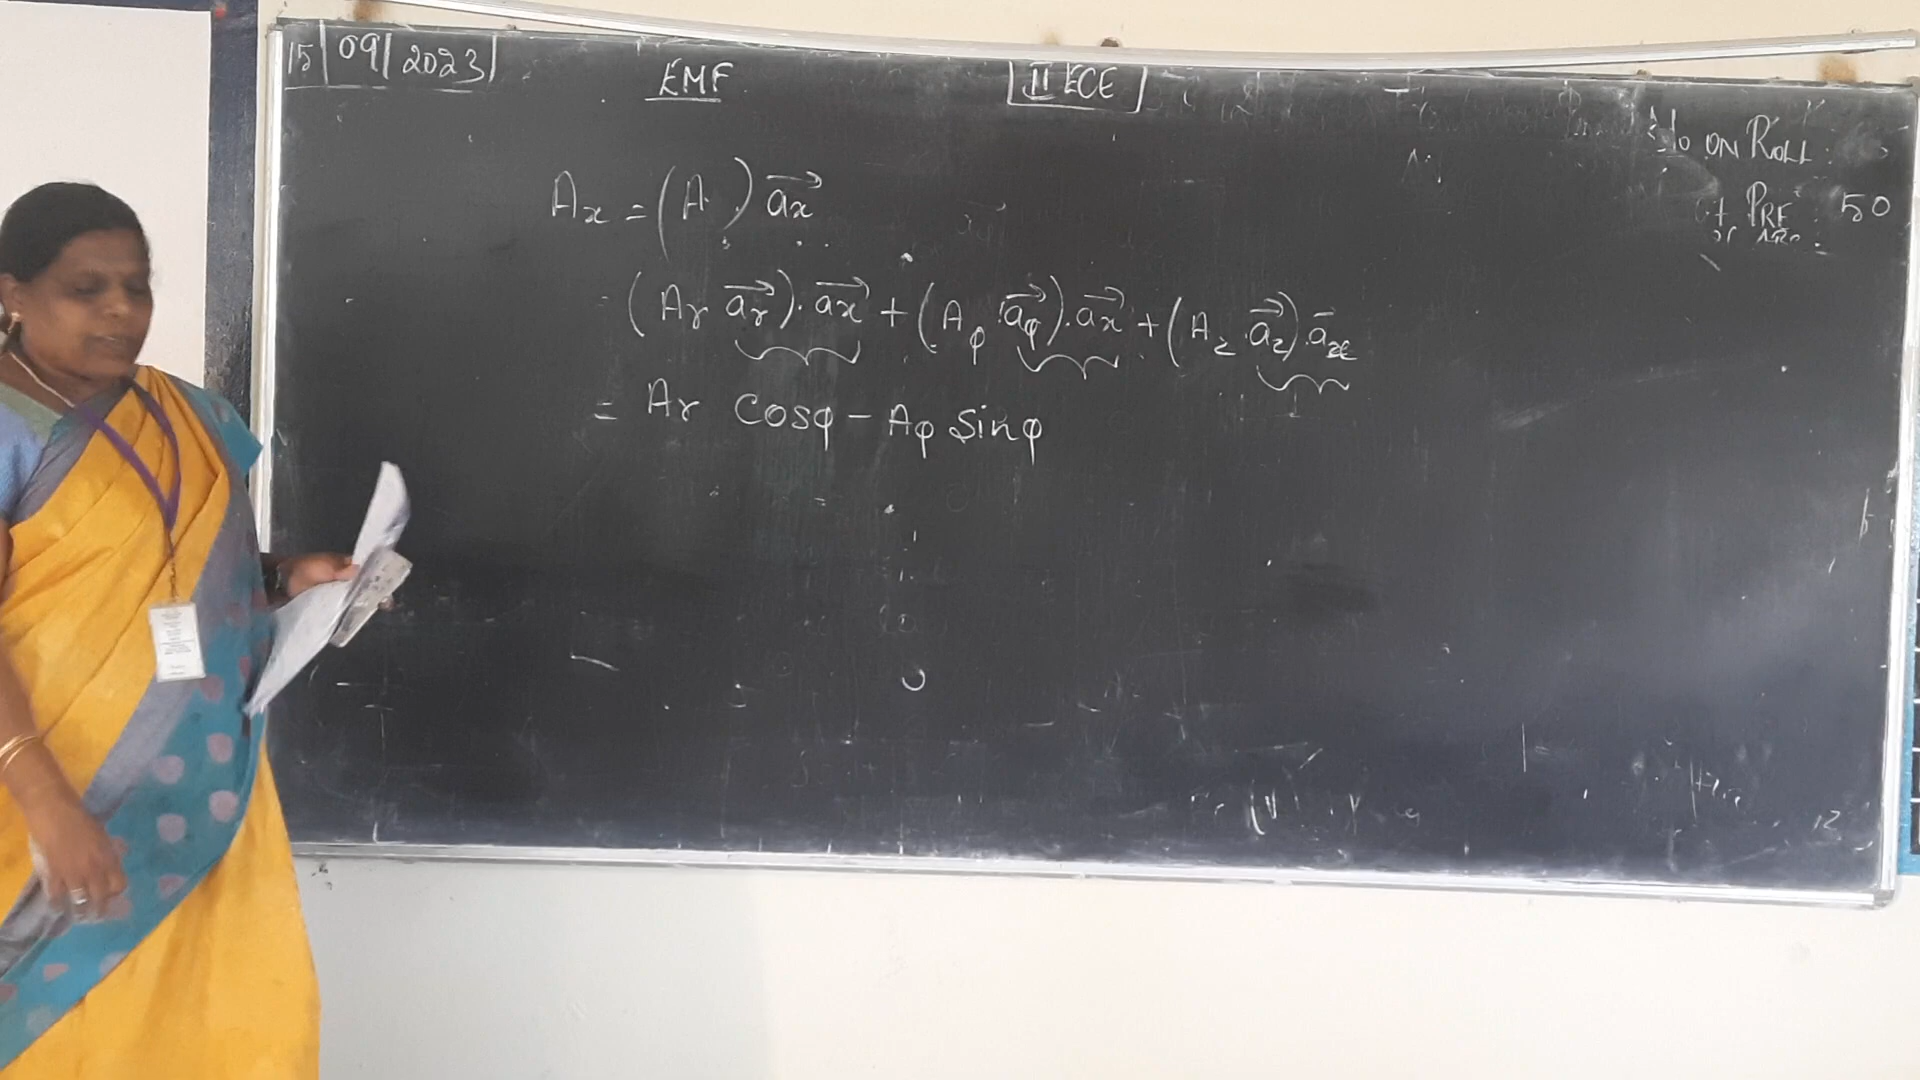 15|09|2023|
EMF
II ECE
No ON ROLL :
PRE : 50
Ax = (A . ) ax
(Ar ar) . ax + (Aφ . aφ) . ax + (Az . az) . ax
= Ar Cosφ - Aφ Sinφ